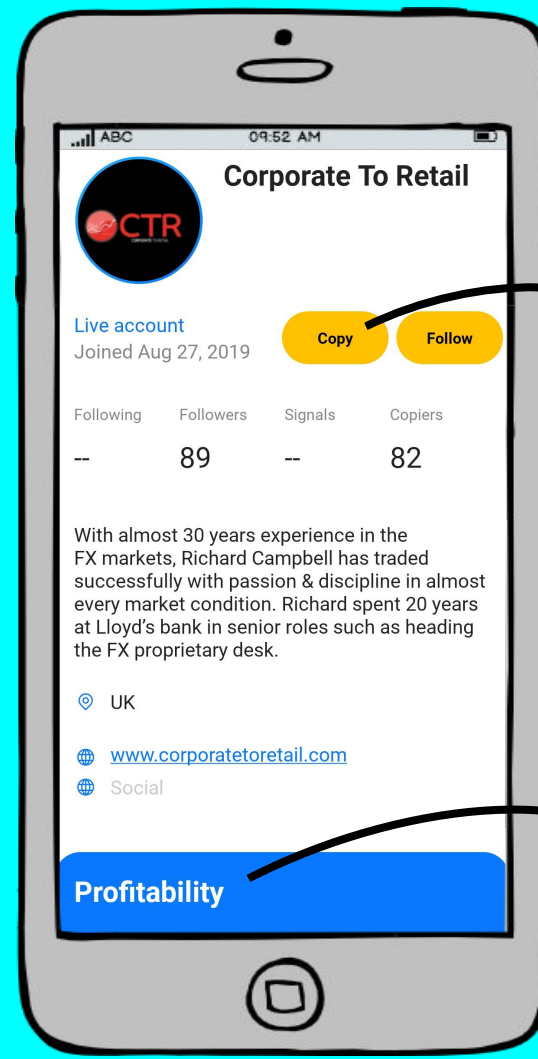 ABC 09:52 AM
Corporate To Retail
CTR
CORPORATE TO RETAIL
Live account
Joined Aug 27, 2019
Copy Follow
Following Followers Signals Copiers
-- 89 -- 82
With almost 30 years experience in the
FX markets, Richard Campbell has traded
successfully with passion & discipline in almost
every market condition. Richard spent 20 years
at Lloyd's bank in senior roles such as heading
the FX proprietary desk.
UK
www.corporatetoretail.com
Social
Profitability